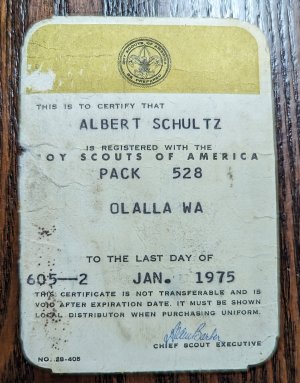 THIS IS TO CERTIFY THAT
ALBERT SCHULTZ
IS REGISTERED WITH THE
OY SCOUTS OF AMERICA
PACK 528
OLALLA WA
TO THE LAST DAY OF
605--2 JAN. 1975
THIS CERTIFICATE IS NOT TRANSFERABLE AND IS
VOID AFTER EXPIRATION DATE. IT MUST BE SHOWN
LOCAL DISTRIBUTOR WHEN PURCHASING UNIFORM.
CHIEF SCOUT EXECUTIVE
NO. 28-408